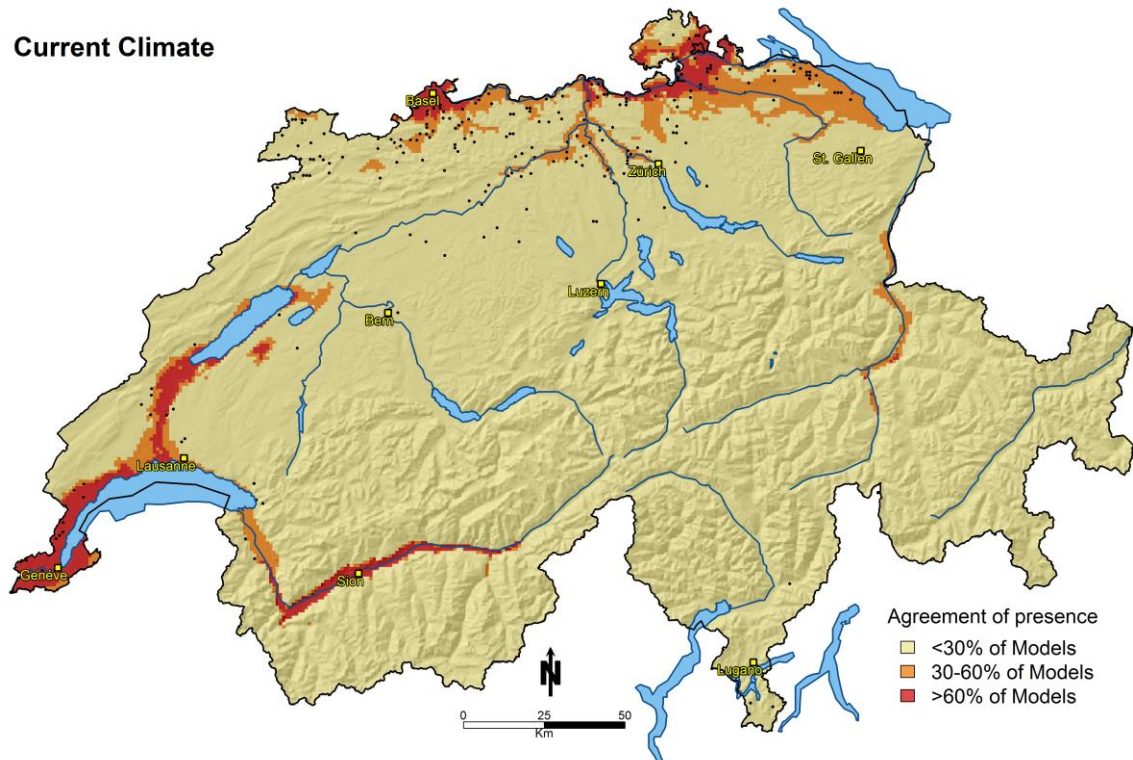 Current Climate
Basel
Zürich
St. Gallen
Luzern
Bern
Lausanne
Genéve
Sion
Lugano
N
0 25 50
Km
Agreement of presence
<30% of Models
30-60% of Models
>60% of Models